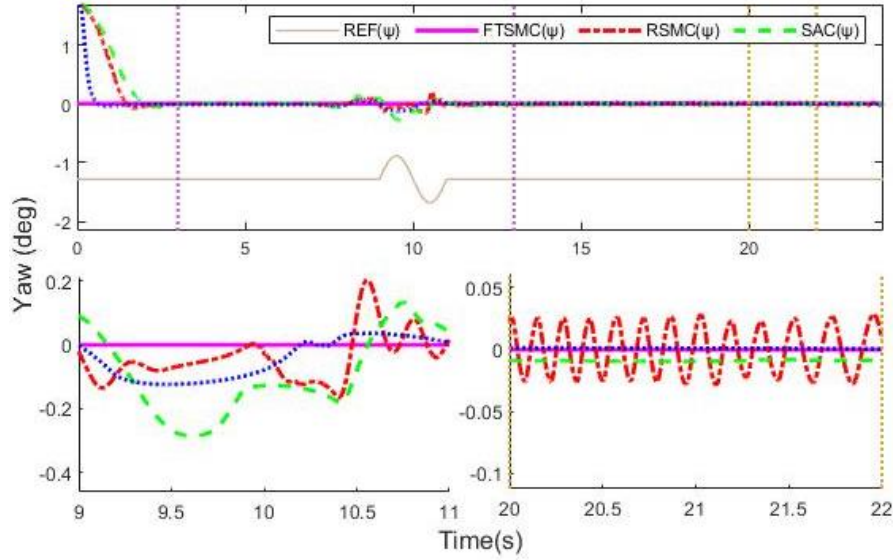 REF(ψ) FTSMC(ψ) RSMC(ψ) SAC(ψ)
1
0
-1
-2
0 5 10 15 20
Yaw (deg)
0.2
0
-0.2
-0.4
9 9.5 10 10.5 11
0.05
0
-0.05
-0.1
20 20.5 21 21.5 22
Time(s)